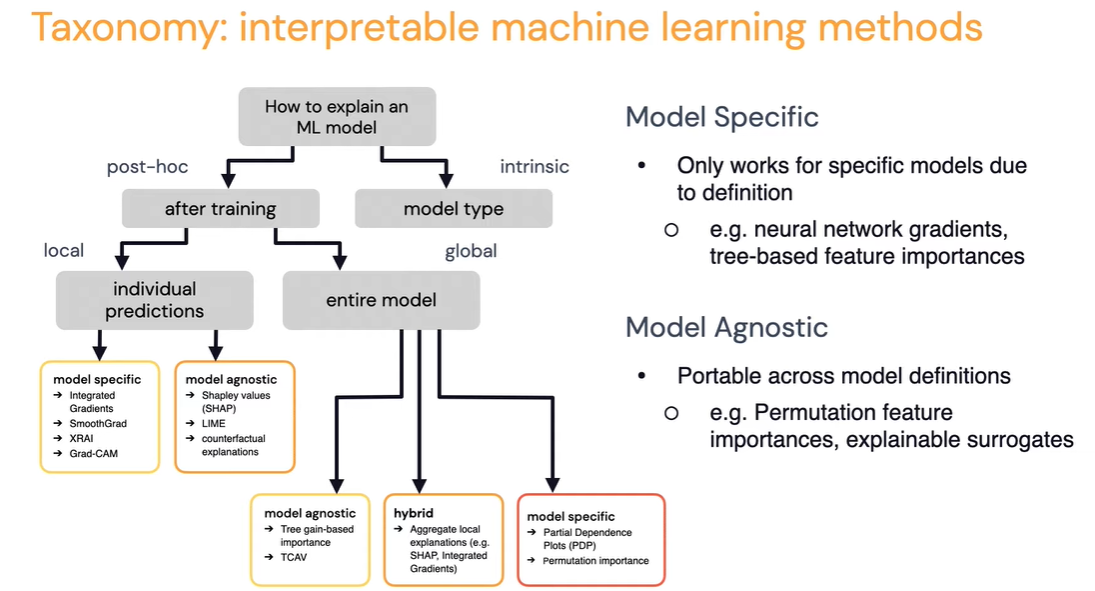 Taxonomy: interpretable machine learning methods
How to explain an
ML model
post-hoc
intrinsic
after training
model type
local
global
individual
predictions
entire model
model specific
→ Integrated
Gradients
→ SmoothGrad
→ XRAI
→ Grad-CAM
model agnostic
→ Shapley values
(SHAP)
→ LIME
→ counterfactual
explanations
model agnostic
→ Tree gain-based
importance
→ TCAV
hybrid
→ Aggregate local
explanations (e.g.
SHAP, Integrated
Gradients)
model specific
→ Partial Dependence
Plots (PDP)
→ Permutation importance
Model Specific
• Only works for specific models due
to definition
○ e.g. neural network gradients,
tree-based feature importances
Model Agnostic
• Portable across model definitions
○ e.g. Permutation feature
importances, explainable surrogates